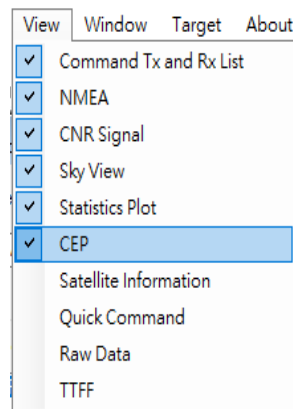 View Window Target About
Command Tx and Rx List
NMEA
CNR Signal
Sky View
Statistics Plot
CEP
Satellite Information
Quick Command
Raw Data
TTFF